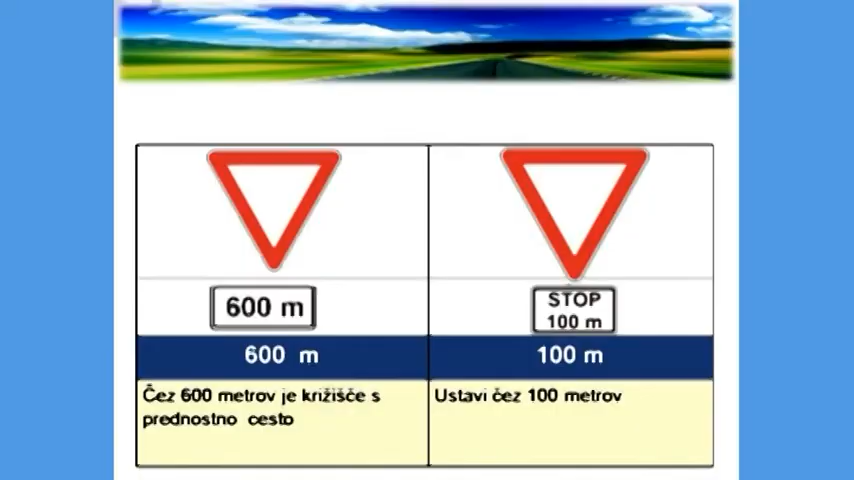 600 m
STOP
100 m
600 m
100 m
Čez 600 metrov je križišče s
prednostno cesto
Ustavi čez 100 metrov